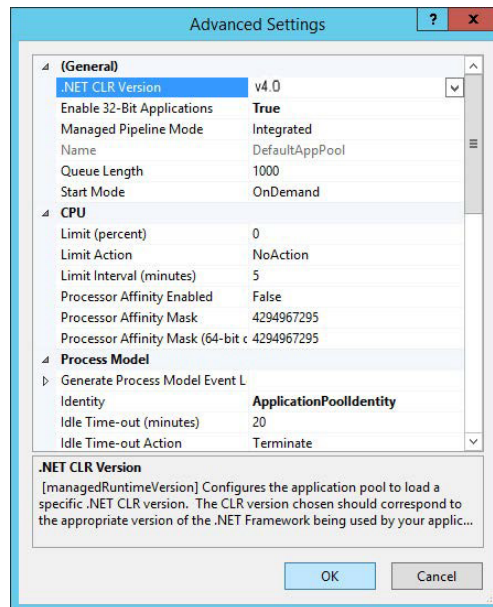 Advanced Settings
? x
(General)
.NET CLR Version v4.0
Enable 32-Bit Applications True
Managed Pipeline Mode Integrated
Name DefaultAppPool
Queue Length 1000
Start Mode OnDemand
CPU
Limit (percent) 0
Limit Action NoAction
Limit Interval (minutes) 5
Processor Affinity Enabled False
Processor Affinity Mask 4294967295
Processor Affinity Mask (64-bit c 4294967295
Process Model
Generate Process Model Event L
Identity ApplicationPoolIdentity
Idle Time-out (minutes) 20
Idle Time-out Action Terminate
.NET CLR Version
[managedRuntimeVersion] Configures the application pool to load a
specific .NET CLR version. The CLR version chosen should correspond to
the appropriate version of the .NET Framework being used by your applic...
OK Cancel